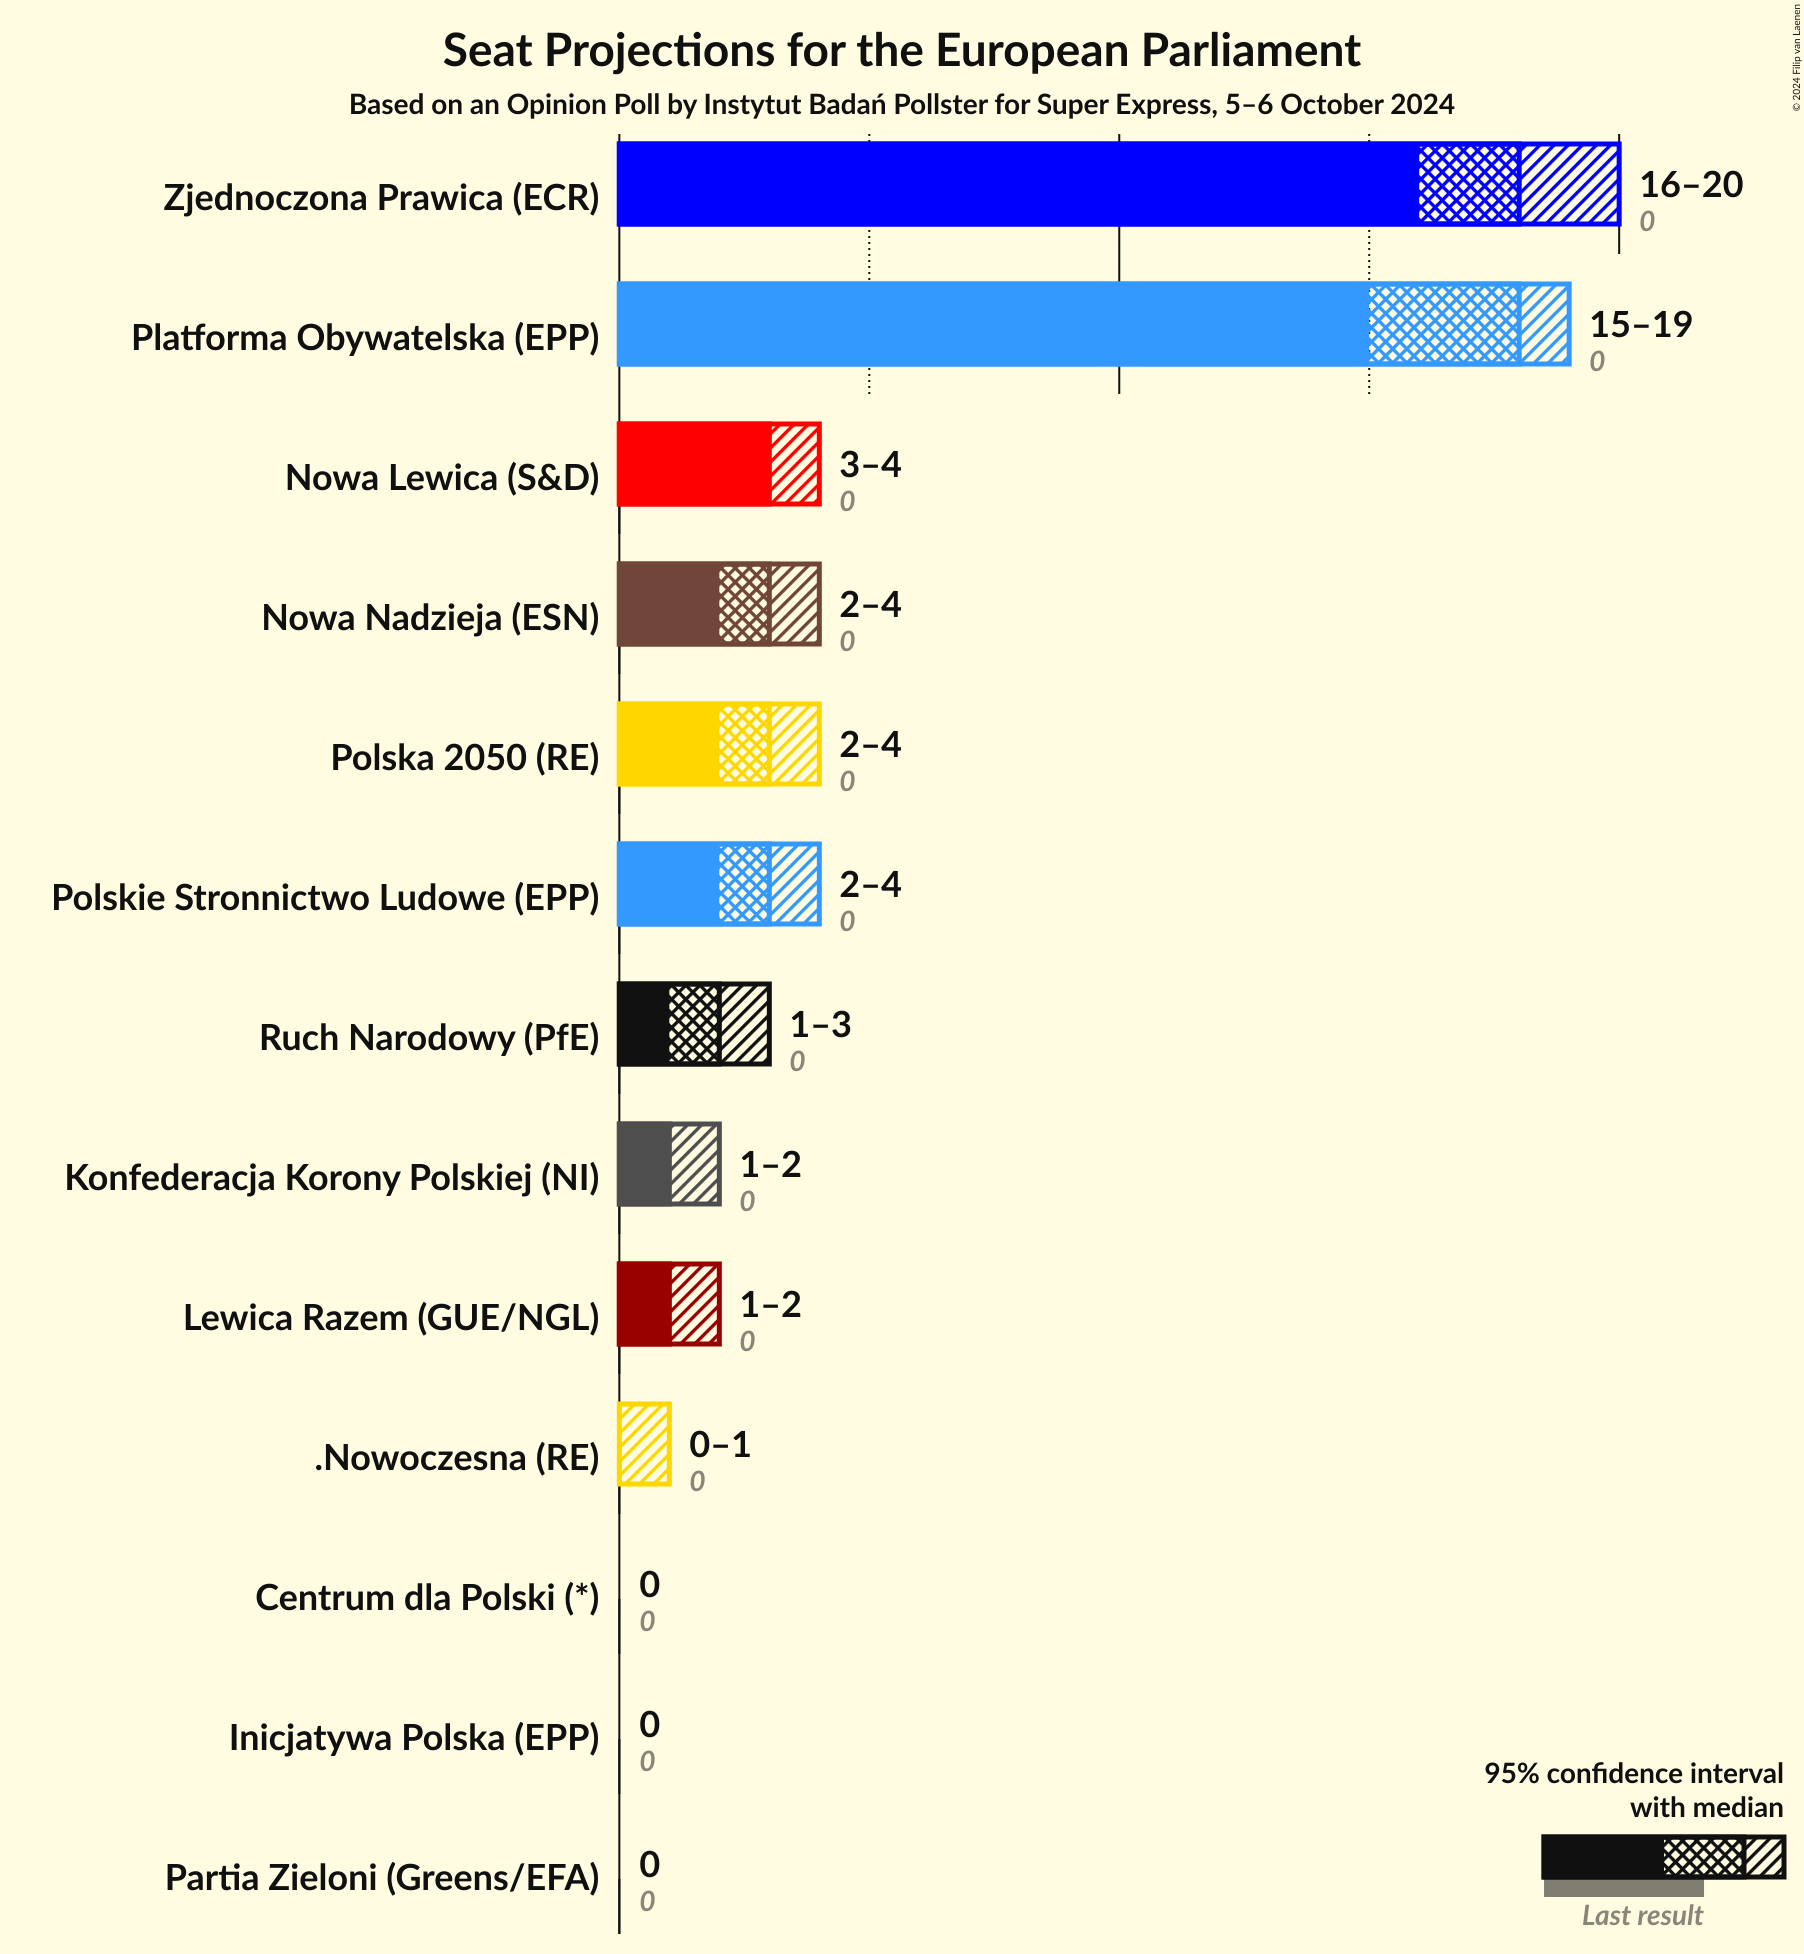 Seat Projections for the European Parliament
Based on an Opinion Poll by Instytut Badań Pollster for Super Express, 5–6 October 2024
© 2024 Filip van Laenen
Zjednoczona Prawica (ECR)
16–20
0
Platforma Obywatelska (EPP)
15–19
0
Nowa Lewica (S&D)
3–4
0
Nowa Nadzieja (ESN)
2–4
0
Polska 2050 (RE)
2–4
0
Polskie Stronnictwo Ludowe (EPP)
2–4
0
Ruch Narodowy (PfE)
1–3
0
Konfederacja Korony Polskiej (NI)
1–2
0
Lewica Razem (GUE/NGL)
1–2
0
.Nowoczesna (RE)
0–1
0
Centrum dla Polski (*)
0
0
Inicjatywa Polska (EPP)
0
0
Partia Zieloni (Greens/EFA)
0
0
95% confidence interval
with median
Last result